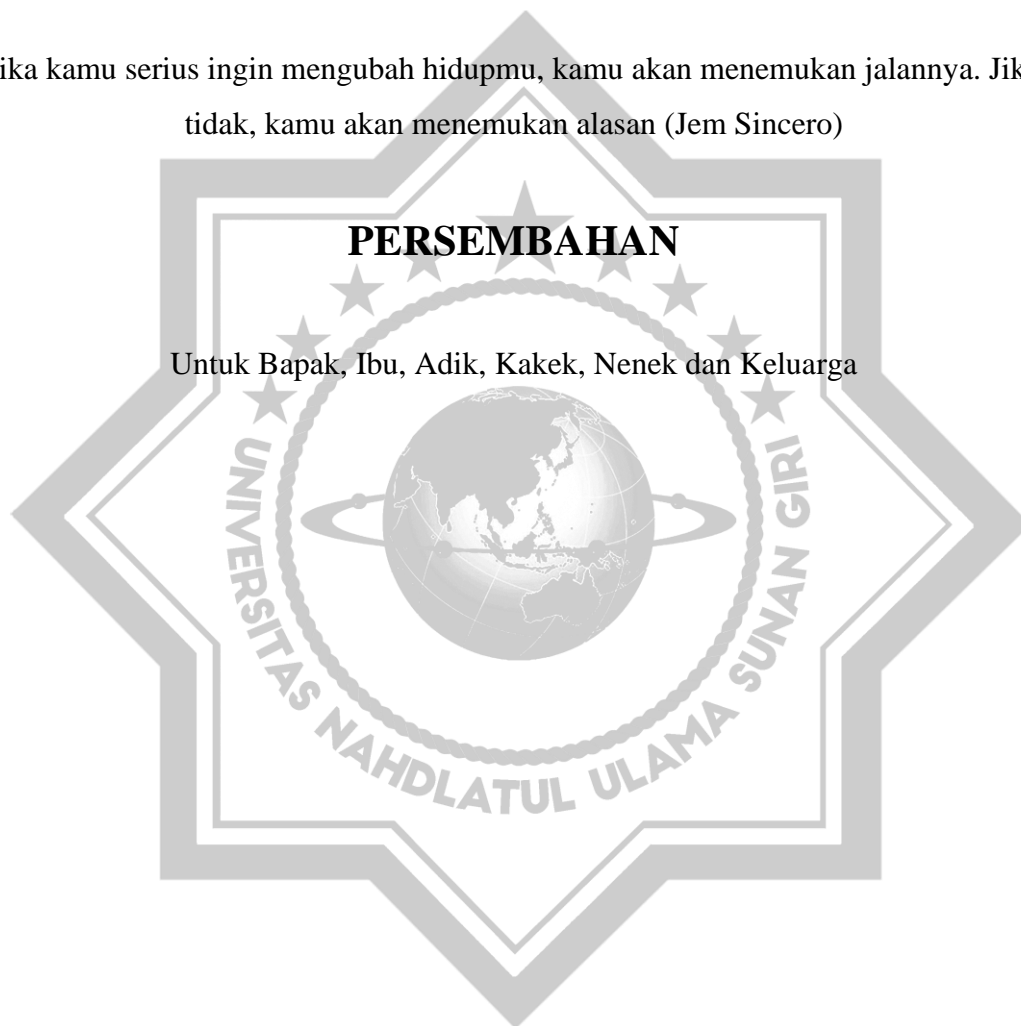 ika kamu serius ingin mengubah hidupmu, kamu akan menemukan jalannya. Jik
tidak, kamu akan menemukan alasan (Jem Sincero)
PERSEMBAHAN
Untuk Bapak, Ibu, Adik, Kakek, Nenek dan Keluarga
UNIVERSITAS NAHDLATUL ULAMA SUNAN GIRI